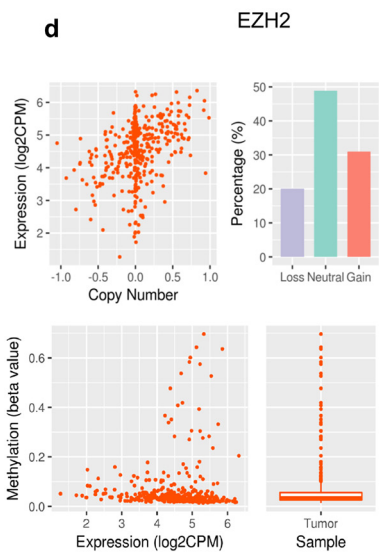 d
EZH2
Expression (log2CPM)
6
5
4
3
2
-1.0 -0.5 0.0 0.5 1.0
Copy Number
Percentage (%)
50
40
30
20
10
0
Loss Neutral Gain
Methylation (beta value)
0.6
0.4
0.2
0.0
2 3 4 5 6
Expression (log2CPM)
Tumor
Sample